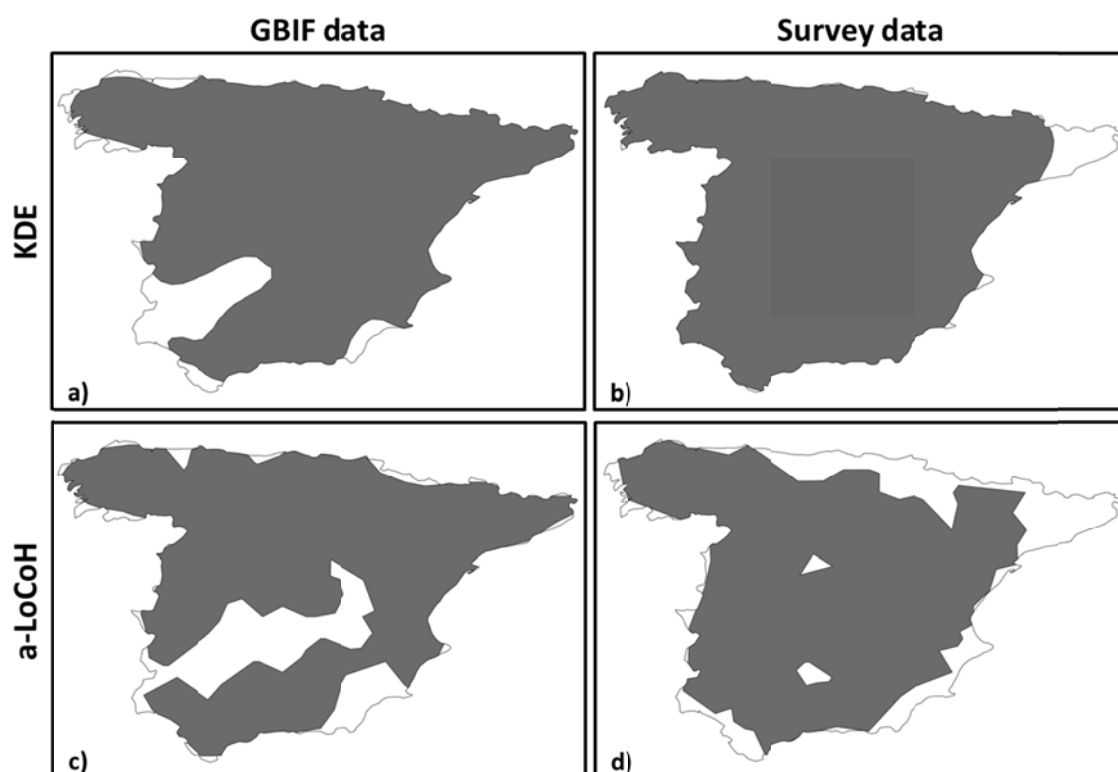 GBIF data
Survey data
KDE
a)
b)
a-LoCoH
c)
d)